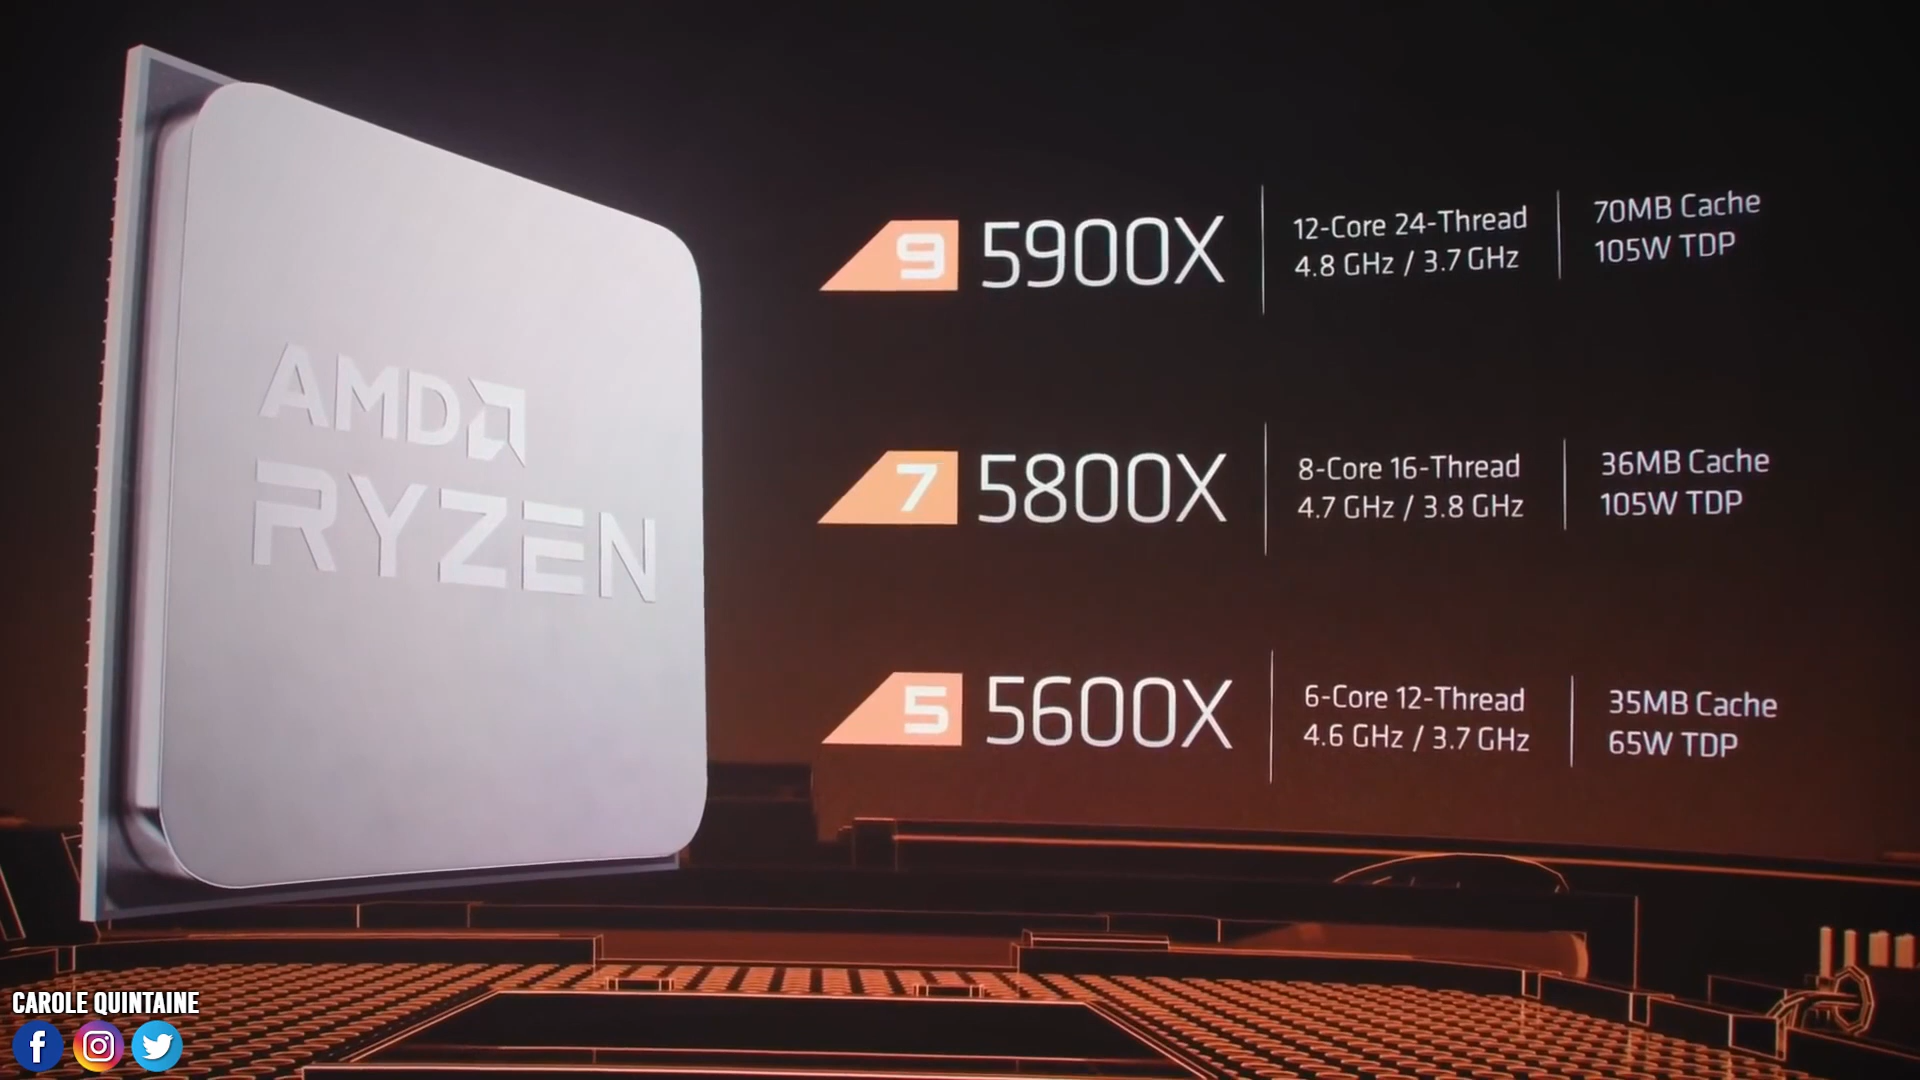 AMD
RYZEN
9 5900X
12-Core 24-Thread
4.8 GHz / 3.7 GHz
70MB Cache
105W TDP
7 5800X
8-Core 16-Thread
4.7 GHz / 3.8 GHz
36MB Cache
105W TDP
5 5600X
6-Core 12-Thread
4.6 GHz / 3.7 GHz
35MB Cache
65W TDP
CAROLE QUINTAINE